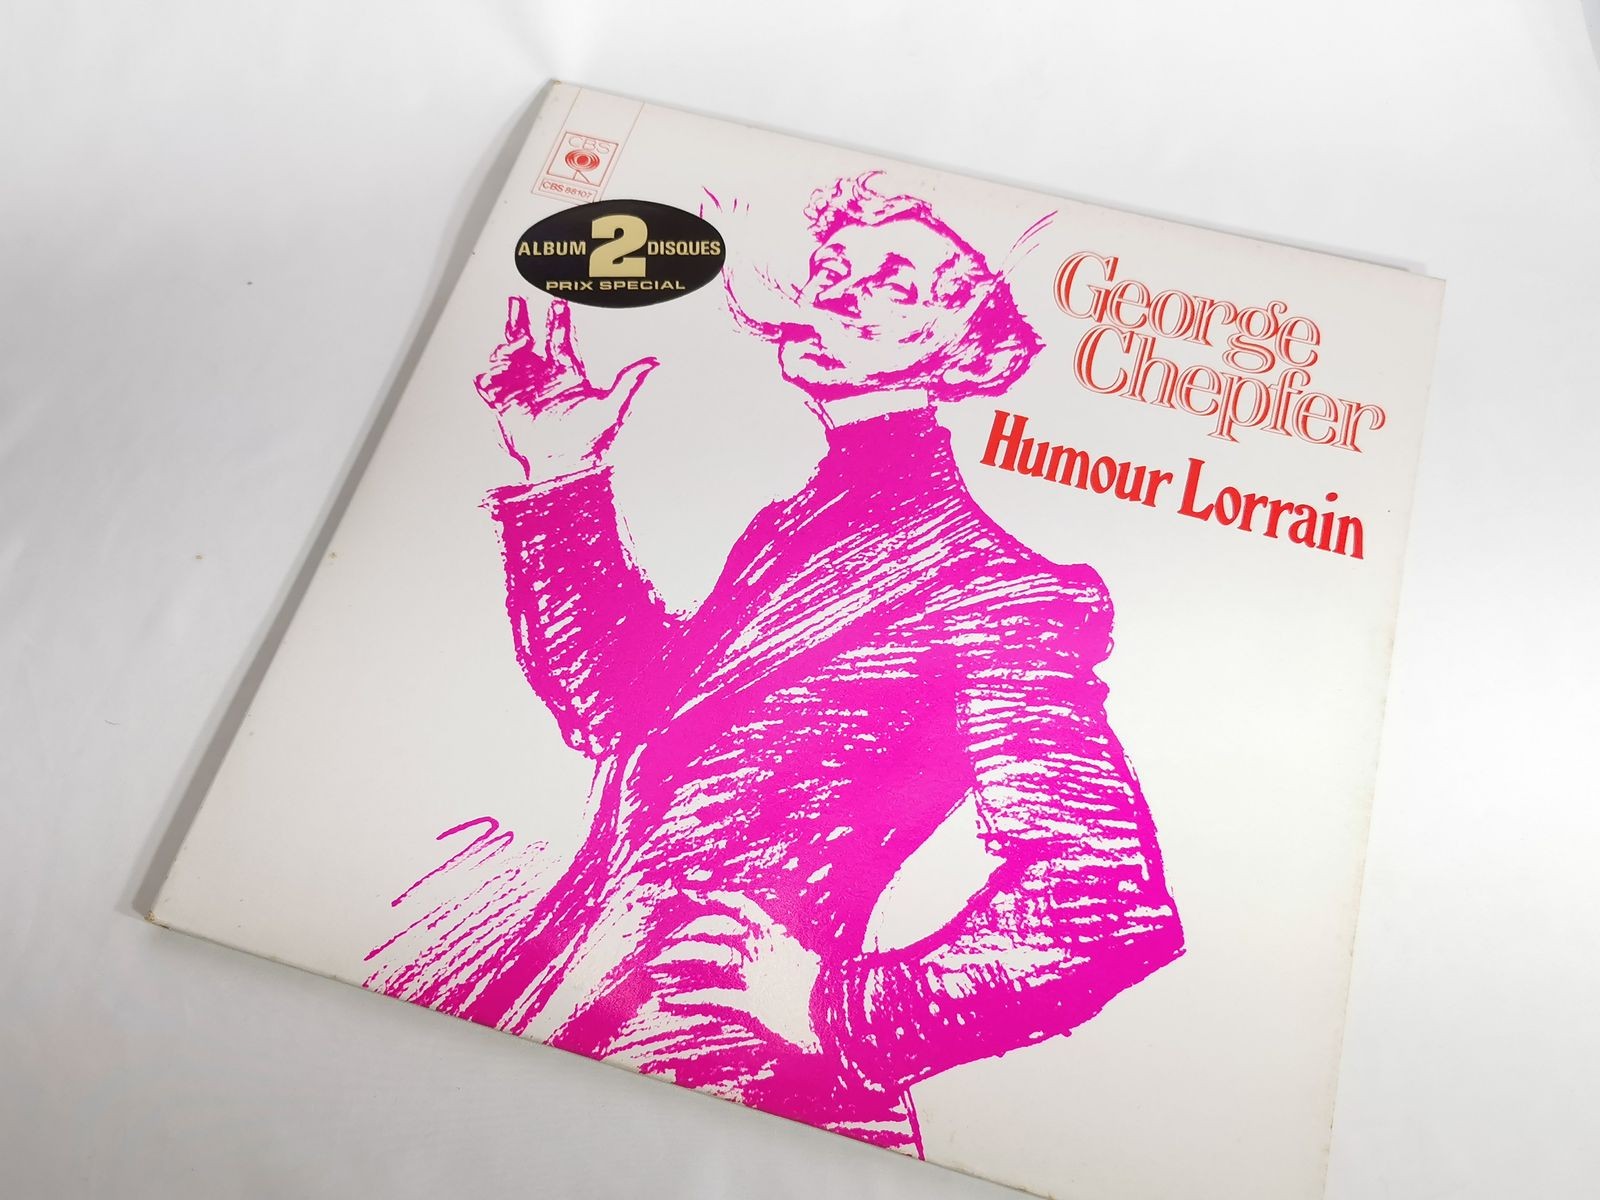 CBS
CBS 88107
ALBUM 2 DISQUES
PRIX SPECIAL
George
Chepfer
Humour Lorrain